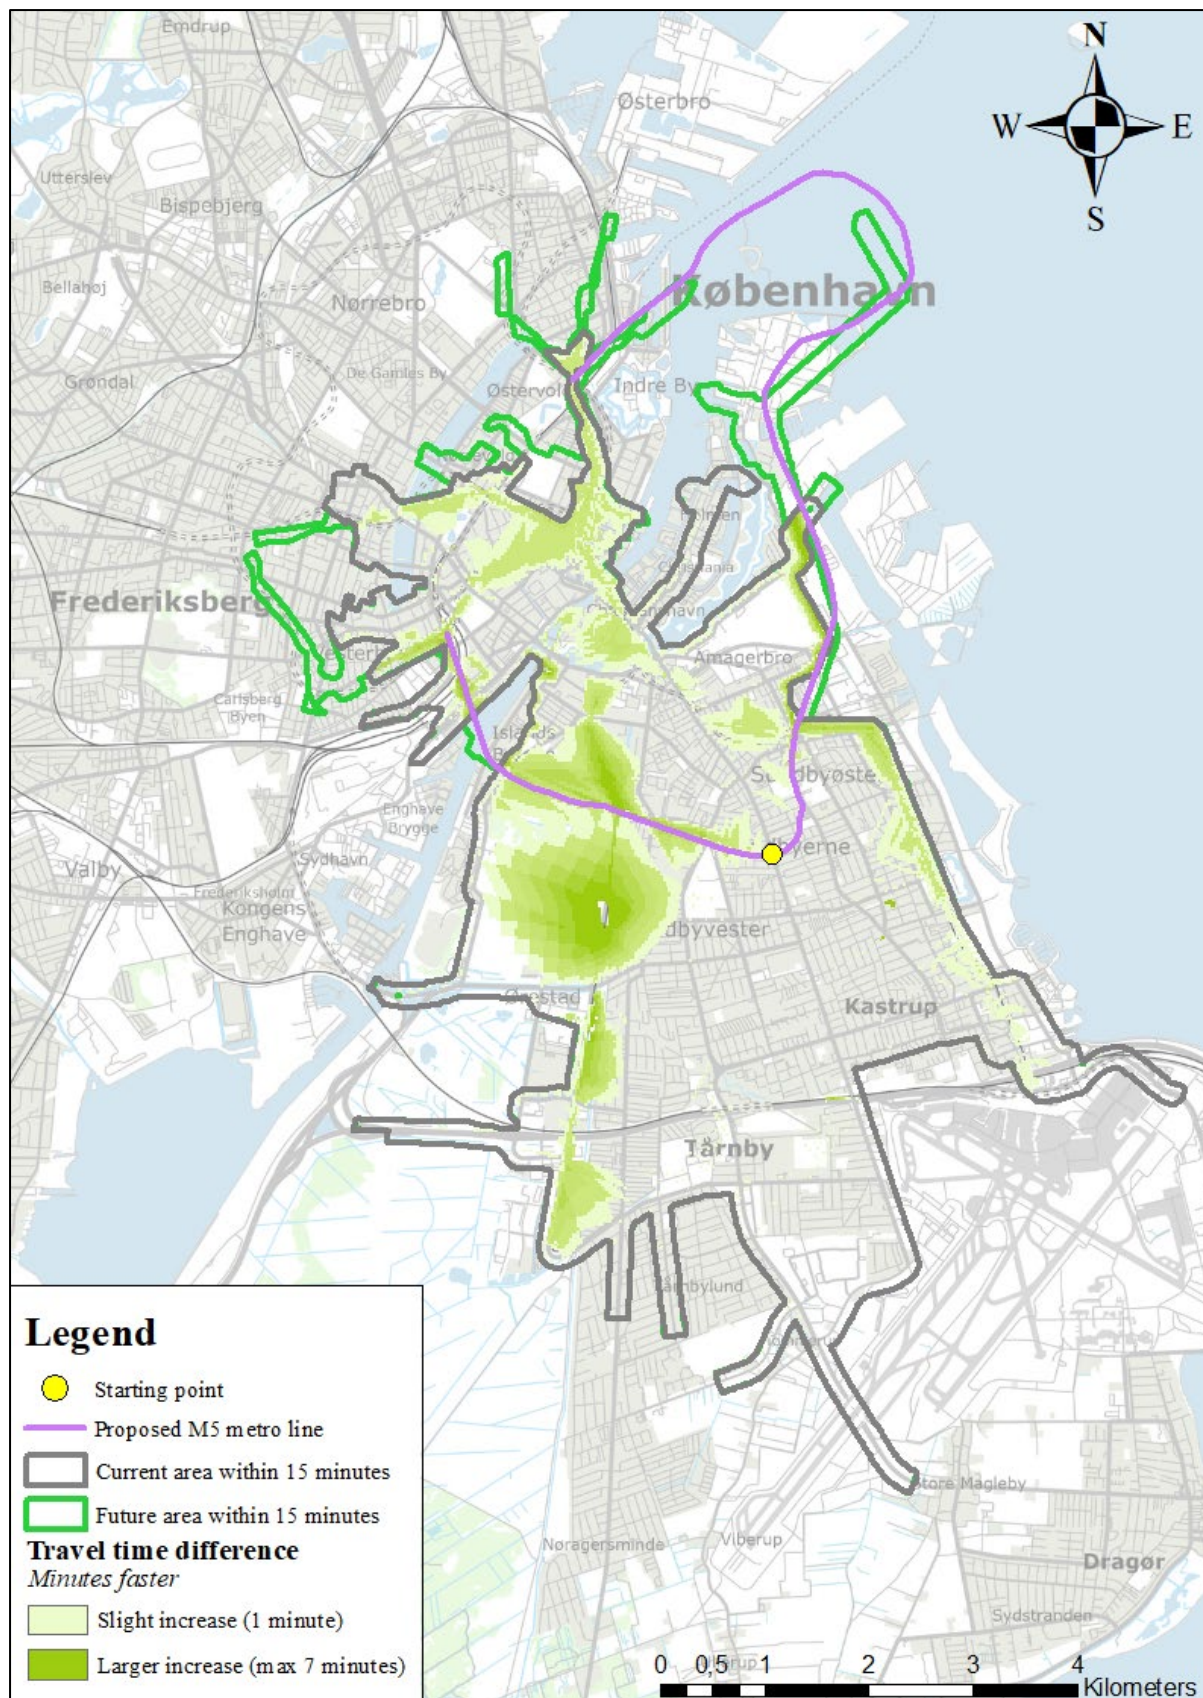 Emdrup
N
Østerbro
W
E
Utterslev
Bispebjerg
S
Bellahøj
Nørrebro
København
De Gamles By
Grøndal
Østervold
Indre By
Holmen
Christiania
Frederiksberg
Christianshavn
Vesterbro
Amagerbro
Carlsberg
Byen
Islands
Brygge
Sundbyøster
Enghave
Brygge
Sydhavn
Valby
Frederiksholm
Kongens
Enghave
dbyvester
Ørestad
Kastrup
Tårnby
Tårnbylund
Store Magleby
Viberup
Nøragersminde
Dragør
Sydstranden
Legend
Starting point
Proposed M5 metro line
Current area within 15 minutes
Future area within 15 minutes
Travel time difference
Minutes faster
Slight increase (1 minute)
Larger increase (max 7 minutes)
0 0,5 1 2 3 4
Kilometers